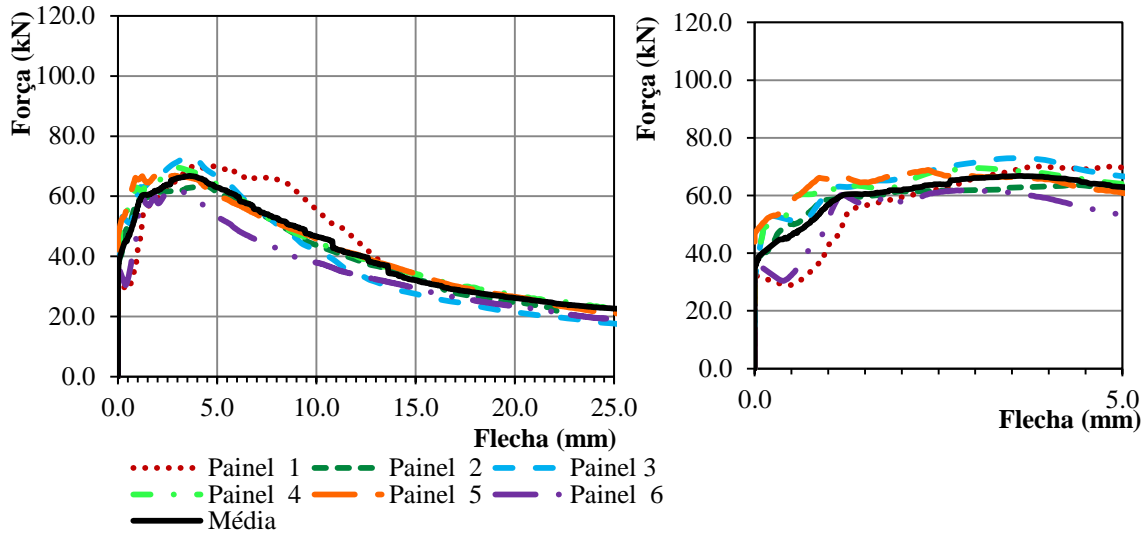 Força (kN)
120.0
100.0
80.0
60.0
40.0
20.0
0.0
0.0 5.0 10.0 15.0 20.0 25.0
Flecha (mm)
Força (kN)
120.0
100.0
80.0
60.0
40.0
20.0
0.0
0.0 5.0
Flecha (mm)
Painel 1 Painel 2 Painel 3
Painel 4 Painel 5 Painel 6
Média